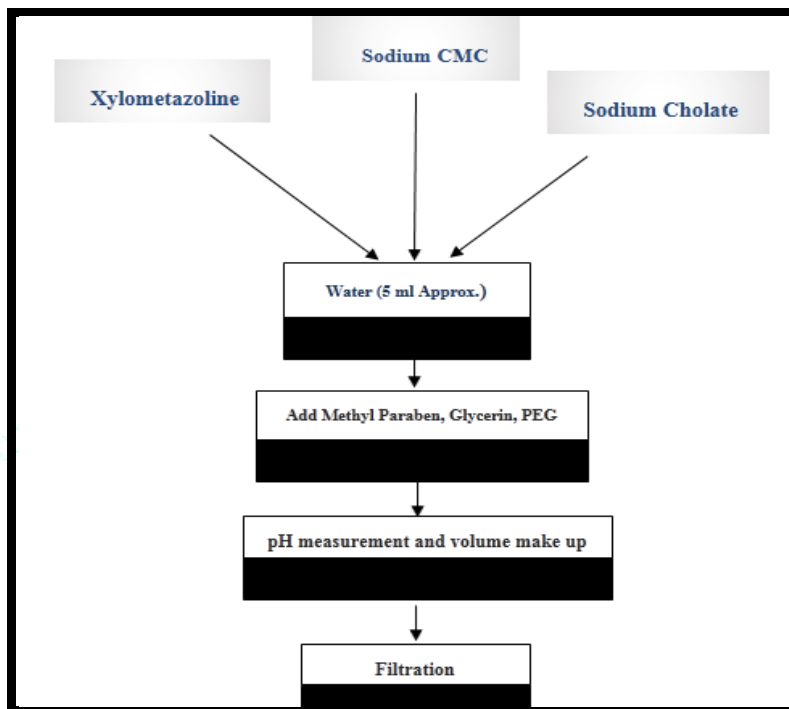 Sodium CMC
Xylometazoline
Sodium Cholate
Water (5 ml Approx.)
Add Methyl Paraben, Glycerin, PEG
pH measurement and volume make up
Filtration